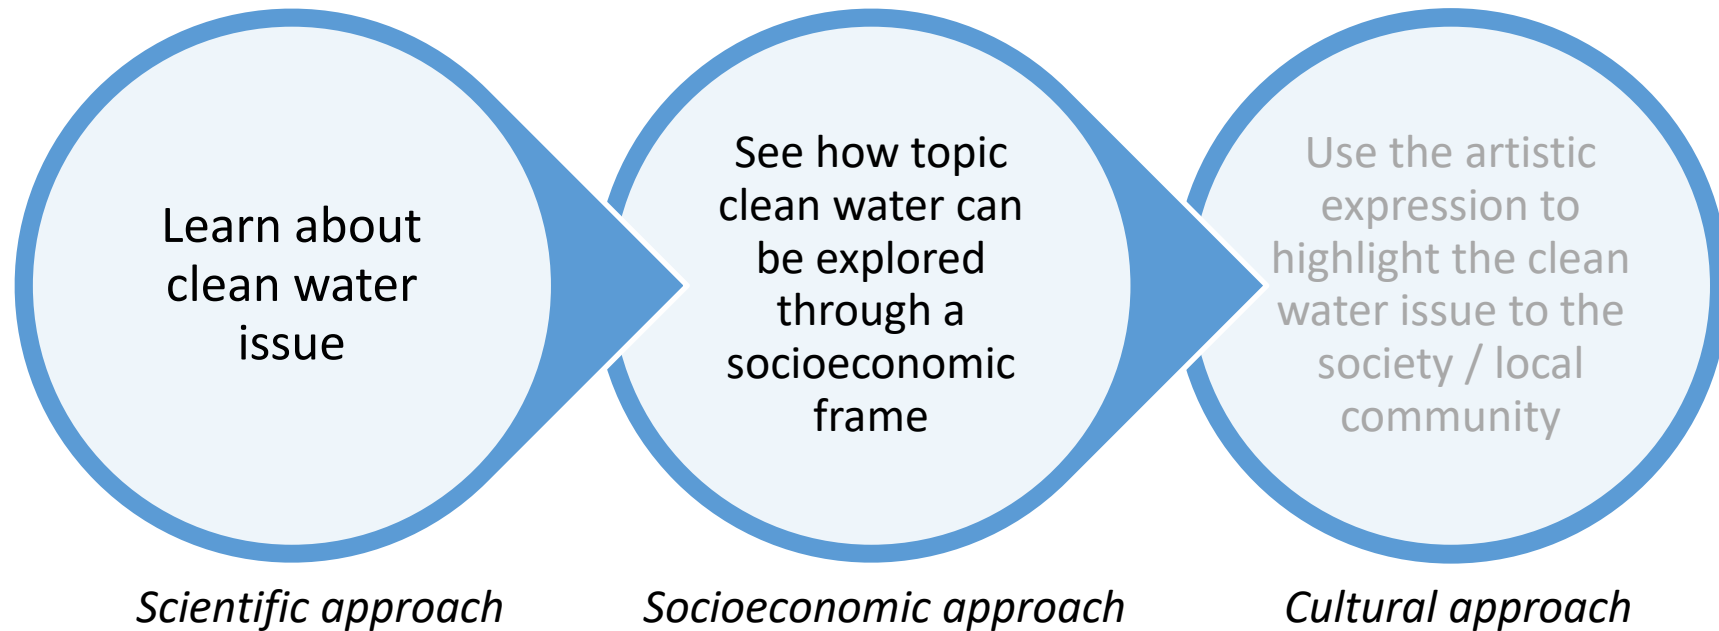 Learn about
clean water
issue
See how topic
clean water can
be explored
through a
socioeconomic
frame
Use the artistic
expression to
highlight the clean
water issue to the
society / local
community
Scientific approach
Socioeconomic approach
Cultural approach